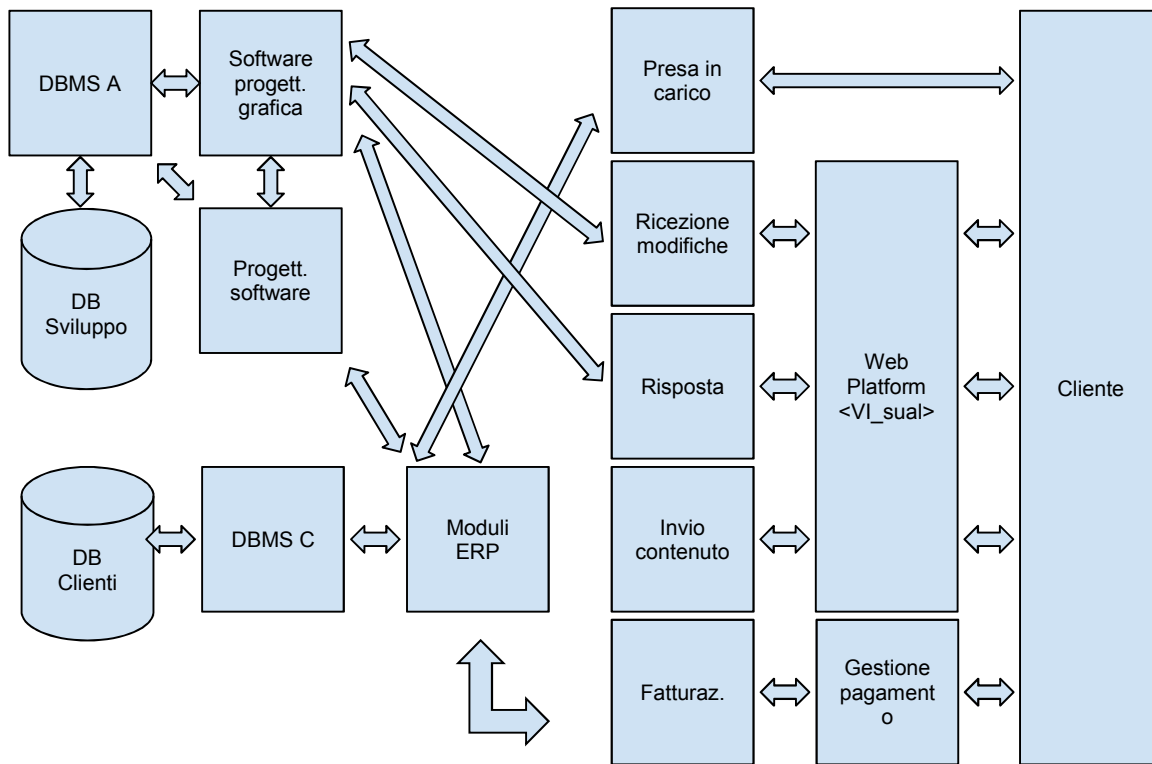 DBMS A
Software
progett.
grafica
Presa in
carico
Ricezione
modifiche
Progett.
software
DB
Sviluppo
Risposta
Web
Platform
<VI_sual>
Cliente
DB
Clienti
DBMS C
Moduli
ERP
Invio
contenuto
Fatturaz.
Gestione
pagament
o